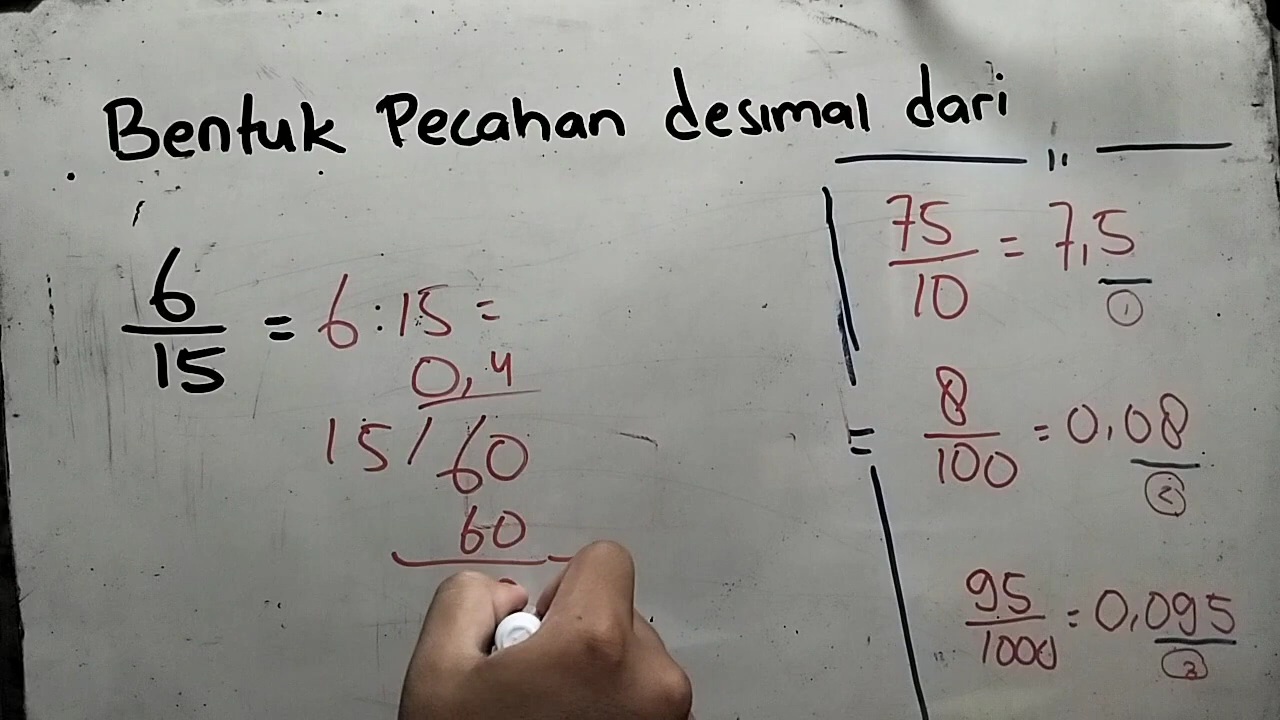 Bentuk Pecahan desimal dari
6/15 = 6 : 15 =
0,4
15/60
60
75/10 = 7,5
1
= 8/100 = 0,08
2
95/1000 = 0,095
3